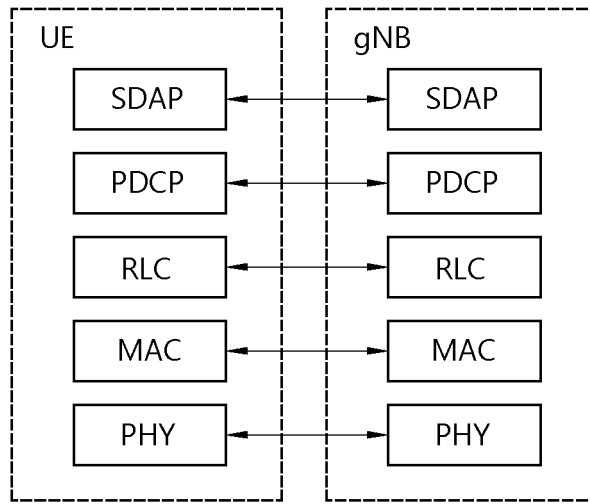 UE gNB
SDAP SDAP
PDCP PDCP
RLC RLC
MAC MAC
PHY PHY